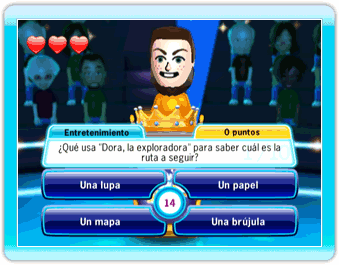 Entretenimiento
0 puntos
¿Qué usa "Dora, la exploradora" para saber cuál es la
ruta a seguir?
Una lupa
Un papel
14
Un mapa
Una brújula